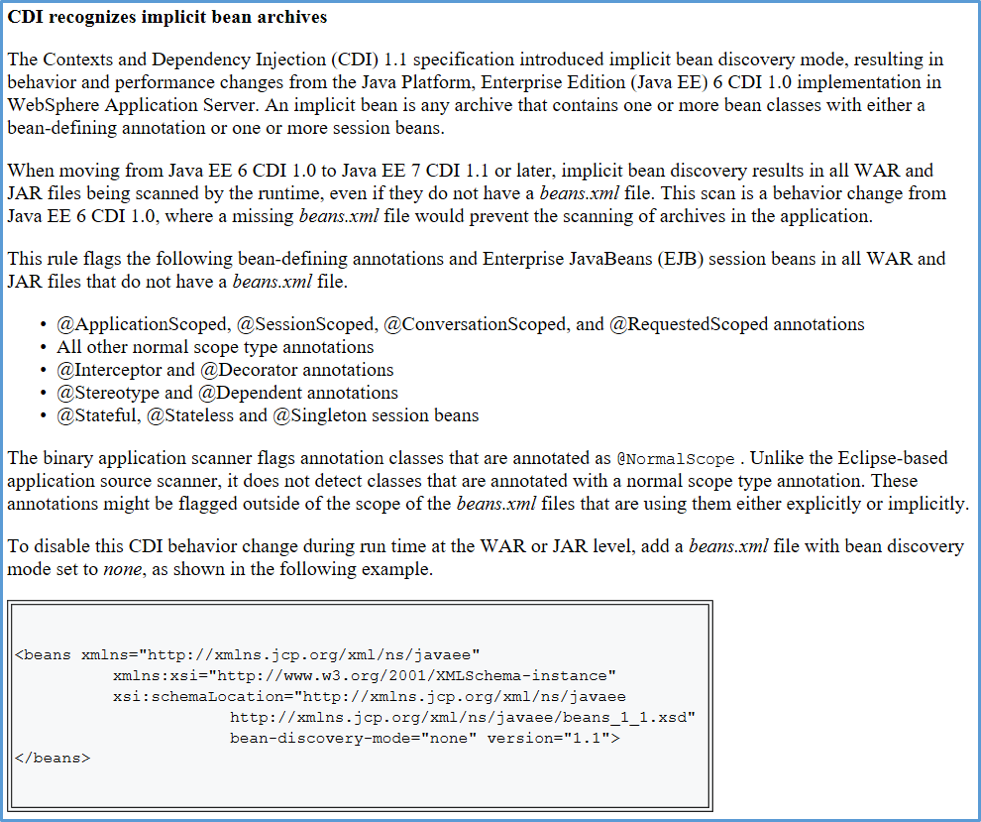 CDI recognizes implicit bean archives
The Contexts and Dependency Injection (CDI) 1.1 specification introduced implicit bean discovery mode, resulting in
behavior and performance changes from the Java Platform, Enterprise Edition (Java EE) 6 CDI 1.0 implementation in
WebSphere Application Server. An implicit bean is any archive that contains one or more bean classes with either a
bean-defining annotation or one or more session beans.
When moving from Java EE 6 CDI 1.0 to Java EE 7 CDI 1.1 or later, implicit bean discovery results in all WAR and
JAR files being scanned by the runtime, even if they do not have a beans.xml file. This scan is a behavior change from
Java EE 6 CDI 1.0, where a missing beans.xml file would prevent the scanning of archives in the application.
This rule flags the following bean-defining annotations and Enterprise JavaBeans (EJB) session beans in all WAR and
JAR files that do not have a beans.xml file.
• @ApplicationScoped, @SessionScoped, @ConversationScoped, and @RequestedScoped annotations
• All other normal scope type annotations
• @Interceptor and @Decorator annotations
• @Stereotype and @Dependent annotations
• @Stateful, @Stateless and @Singleton session beans
The binary application scanner flags annotation classes that are annotated as @NormalScope . Unlike the Eclipse-based
application source scanner, it does not detect classes that are annotated with a normal scope type annotation. These
annotations might be flagged outside of the scope of the beans.xml files that are using them either explicitly or implicitly.
To disable this CDI behavior change during run time at the WAR or JAR level, add a beans.xml file with bean discovery
mode set to none, as shown in the following example.
<beans xmlns="http://xmlns.jcp.org/xml/ns/javaee"
xmlns:xsi="http://www.w3.org/2001/XMLSchema-instance"
xsi:schemaLocation="http://xmlns.jcp.org/xml/ns/javaee
http://xmlns.jcp.org/xml/ns/javaee/beans_1_1.xsd"
bean-discovery-mode="none" version="1.1">
</beans>